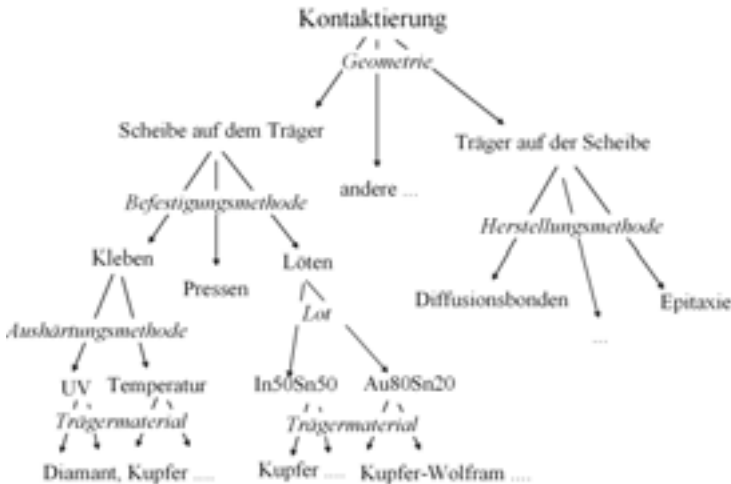 Kontaktierung
Geometrie
Scheibe auf dem Träger
Träger auf der Scheibe
andere ...
Befestigungsmethode
Herstellungsmethode
Kleben
Pressen
Löten
Diffusionsbonden
Epitaxie
...
Aushärtungsmethode
Lot
UV Temperatur
In50Sn50 Au80Sn20
Trägermaterial
Trägermaterial
Diamant, Kupfer ....
Kupfer ....
Kupfer-Wolfram ....